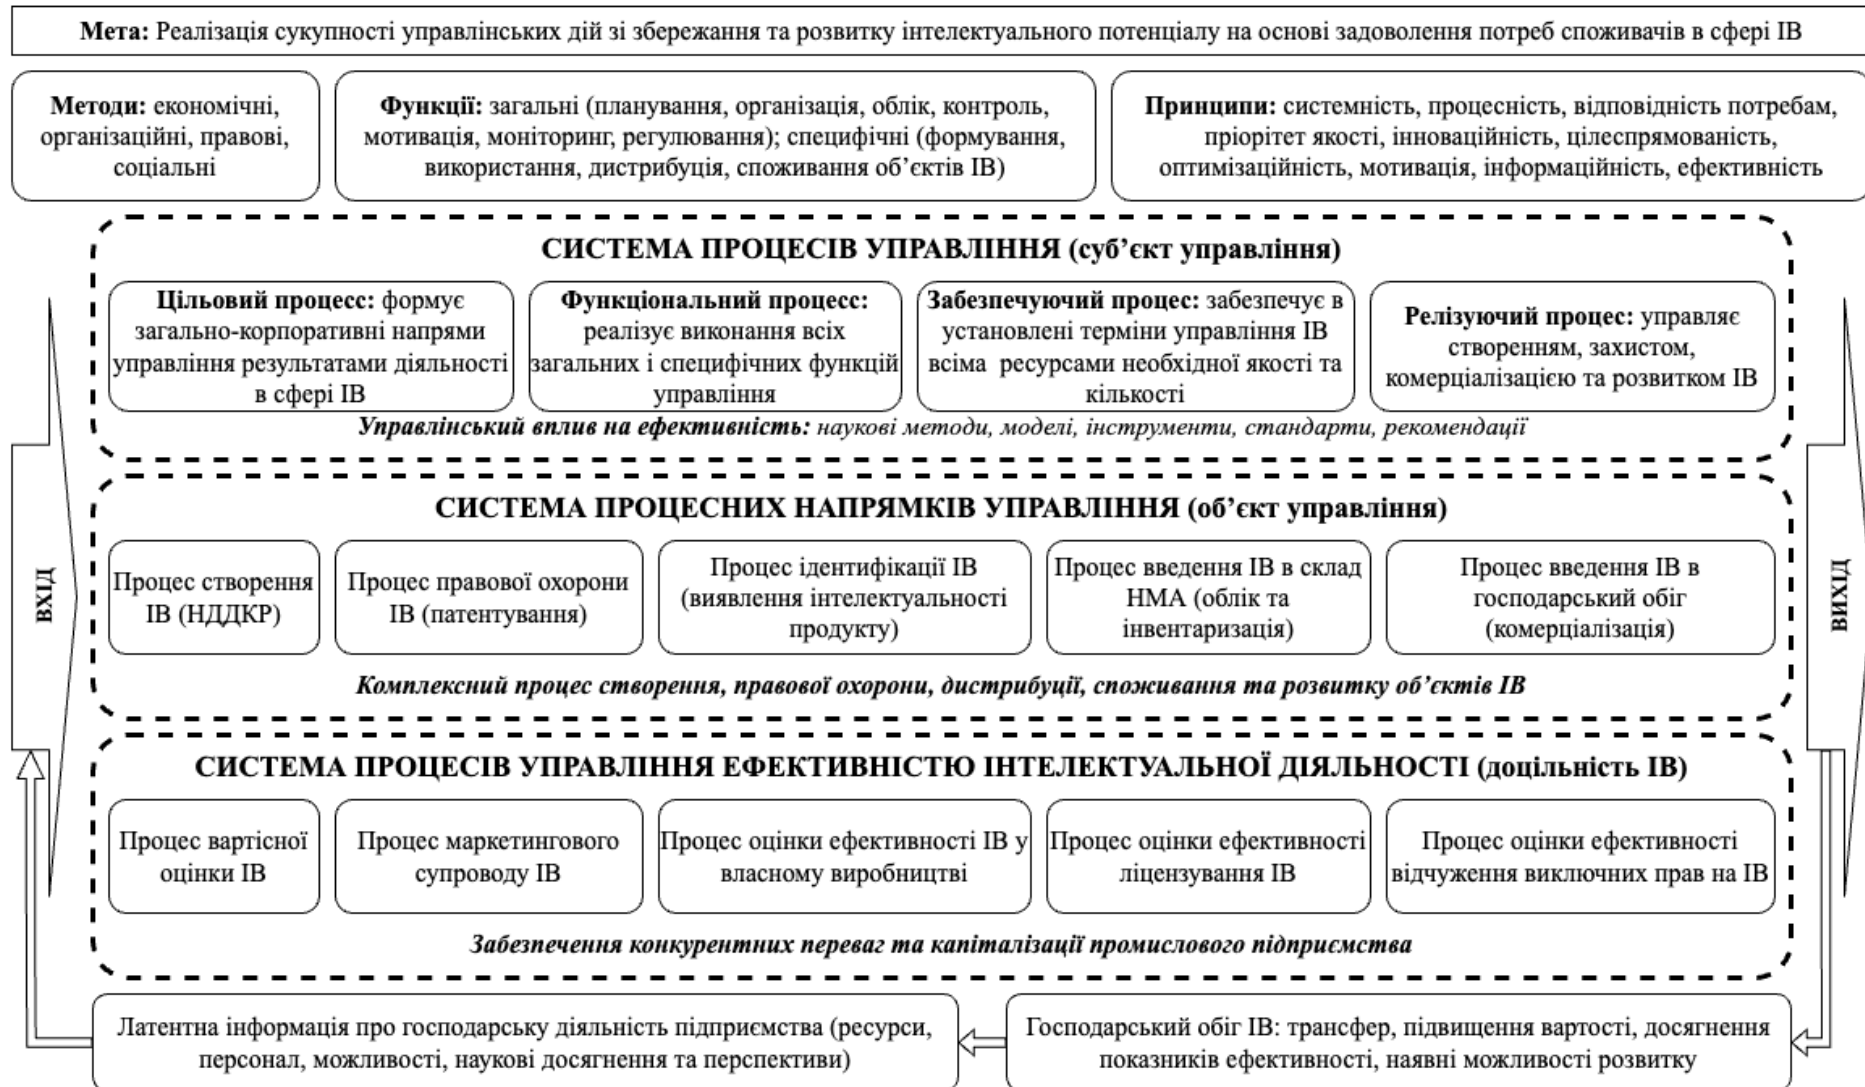 Мета: Реалізація сукупності управлінських дій зі збережання та розвитку інтелектуального потенціалу на основі задоволення потреб споживачів в сфері ІВ
Методи: економічні,
організаційні, правові,
соціальні
Функції: загальні (планування, організація, облік, контроль,
мотивація, моніторинг, регулювання); специфічні (формування,
використання, дистрибуція, споживання об’єктів ІВ)
Принципи: системність, процесність, відповідність потребам,
пріорітет якості, інноваційність, цілеспрямованість,
оптимізаційність, мотивація, інформаційність, ефективність
СИСТЕМА ПРОЦЕСІВ УПРАВЛІННЯ (суб’єкт управління)
Цільовий процесс: формує
загально-корпоративні напрями
управління результатами діяльності
в сфері ІВ
Функціональний процесс:
реалізує виконання всіх
загальних і специфічних функцій
управління
Забезпечуючий процес: забезпечує в
установлені терміни управління ІВ
всіма ресурсами необхідної якості та
кількості
Релізуючий процес: управляє
створенням, захистом,
комерціалізацією та розвитком ІВ
Управлінський вплив на ефективність: наукові методи, моделі, інструменти, стандарти, рекомендації
ВХІД
СИСТЕМА ПРОЦЕСНИХ НАПРЯМКІВ УПРАВЛІННЯ (об’єкт управління)
Процес створення
ІВ (НДДКР)
Процес правової охорони
ІВ (патентування)
Процес ідентифікації ІВ
(виявлення інтелектуальності
продукту)
Процес введення ІВ в склад
НМА (облік та
інвентаризація)
Процес введення ІВ в
господарський обіг
(комерціалізація)
ВИХІД
Комплексний процес створення, правової охорони, дистрибуції, споживання та розвитку об’єктів ІВ
СИСТЕМА ПРОЦЕСІВ УПРАВЛІННЯ ЕФЕКТИВНІСТЮ ІНТЕЛЕКТУАЛЬНОЇ ДІЯЛЬНОСТІ (доцільність ІВ)
Процес вартісної
оцінки ІВ
Процес маркетингового
супроводу ІВ
Процес оцінки ефективності ІВ у
власному виробництві
Процес оцінки ефективності
ліцензування ІВ
Процес оцінки ефективності
відчуження виключних прав на ІВ
Забезпечення конкурентних переваг та капіталізації промислового підприємства
Латентна інформація про господарську діяльність підприємства (ресурси,
персонал, можливості, наукові досягнення та перспективи)
Господарський обіг ІВ: трансфер, підвищення вартості, досягнення
показників ефективності, наявні можливості розвитку